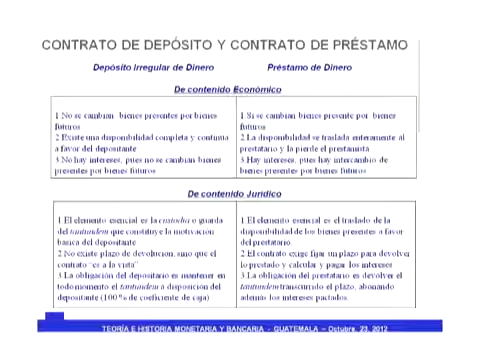 CONTRATO DE DEPÓSITO Y CONTRATO DE PRÉSTAMO
Depósito Irregular de Dinero
Préstamo de Dinero
De contenido Económico
1.No se cambian bienes presentes por bienes
futuros
2.Existe una disponibilidad completa y continua
a favor del depositante
3.No hay intereses, pues no se cambian bienes
presentes por bienes futuros
1.Si se cambian bienes presente por bienes
futuros
2.La disponibilidad se traslada enteramente al
prestatario y la pierde el prestamista
3.Hay intereses, pues hay intercambio de
bienes presentes por bienes futuros
De contenido Jurídico
1.El elemento esencial es la custodia o guarda
del tantundem que constituye la motivación
básica del depositante
2.No existe plazo de devolución, sino que el
contrato "es a la vista"
3.La obligación del depositario es mantener en
todo momento el tantundem a disposición del
depositante (100 % de coeficiente de caja)
1.El elemento esencial es el traslado de la
disponibilidad de los bienes presentes a favor
del prestatario
2.El contrato exige fijar un plazo para devolver
lo prestado y calcular y pagar los intereses
3.La obligación del prestatario es devolver el
tantundem transcurrido el plazo, abonando
además los intereses pactados.
TEORÍA E HISTORIA MONETARIA Y BANCARIA - GUATEMALA – Octubre, 23, 2012